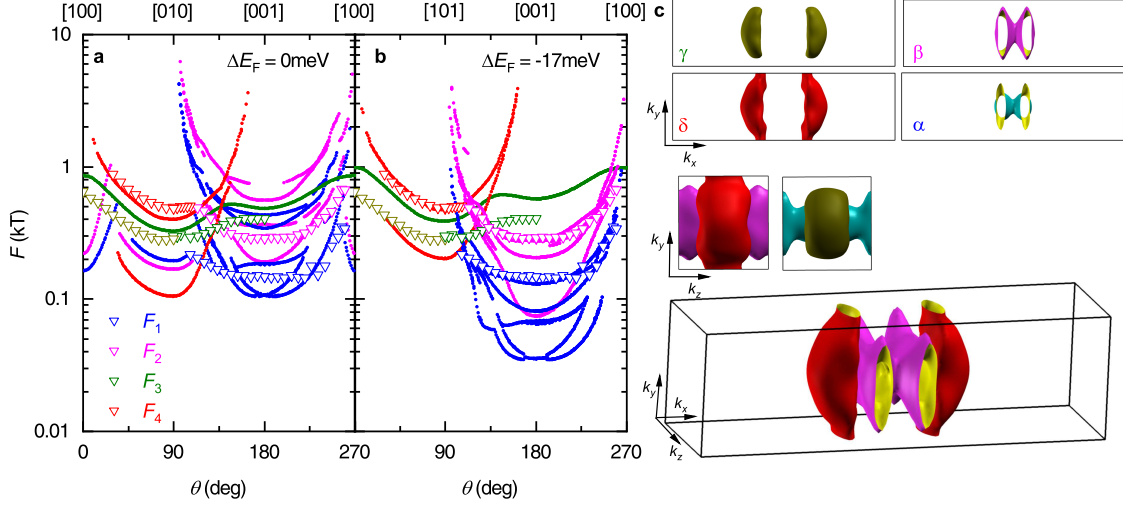 [100] [010] [001] [100] [101] [001] [100]
a ΔE_F = 0meV
b ΔE_F = -17meV
c
10
1
0.1
0.01
F (kT)
F_1
F_2
F_3
F_4
0 90 180 270 0 90 180 270
θ (deg) θ (deg)
γ β
δ α
k_y
k_x
k_y
k_z
k_y
k_x
k_z